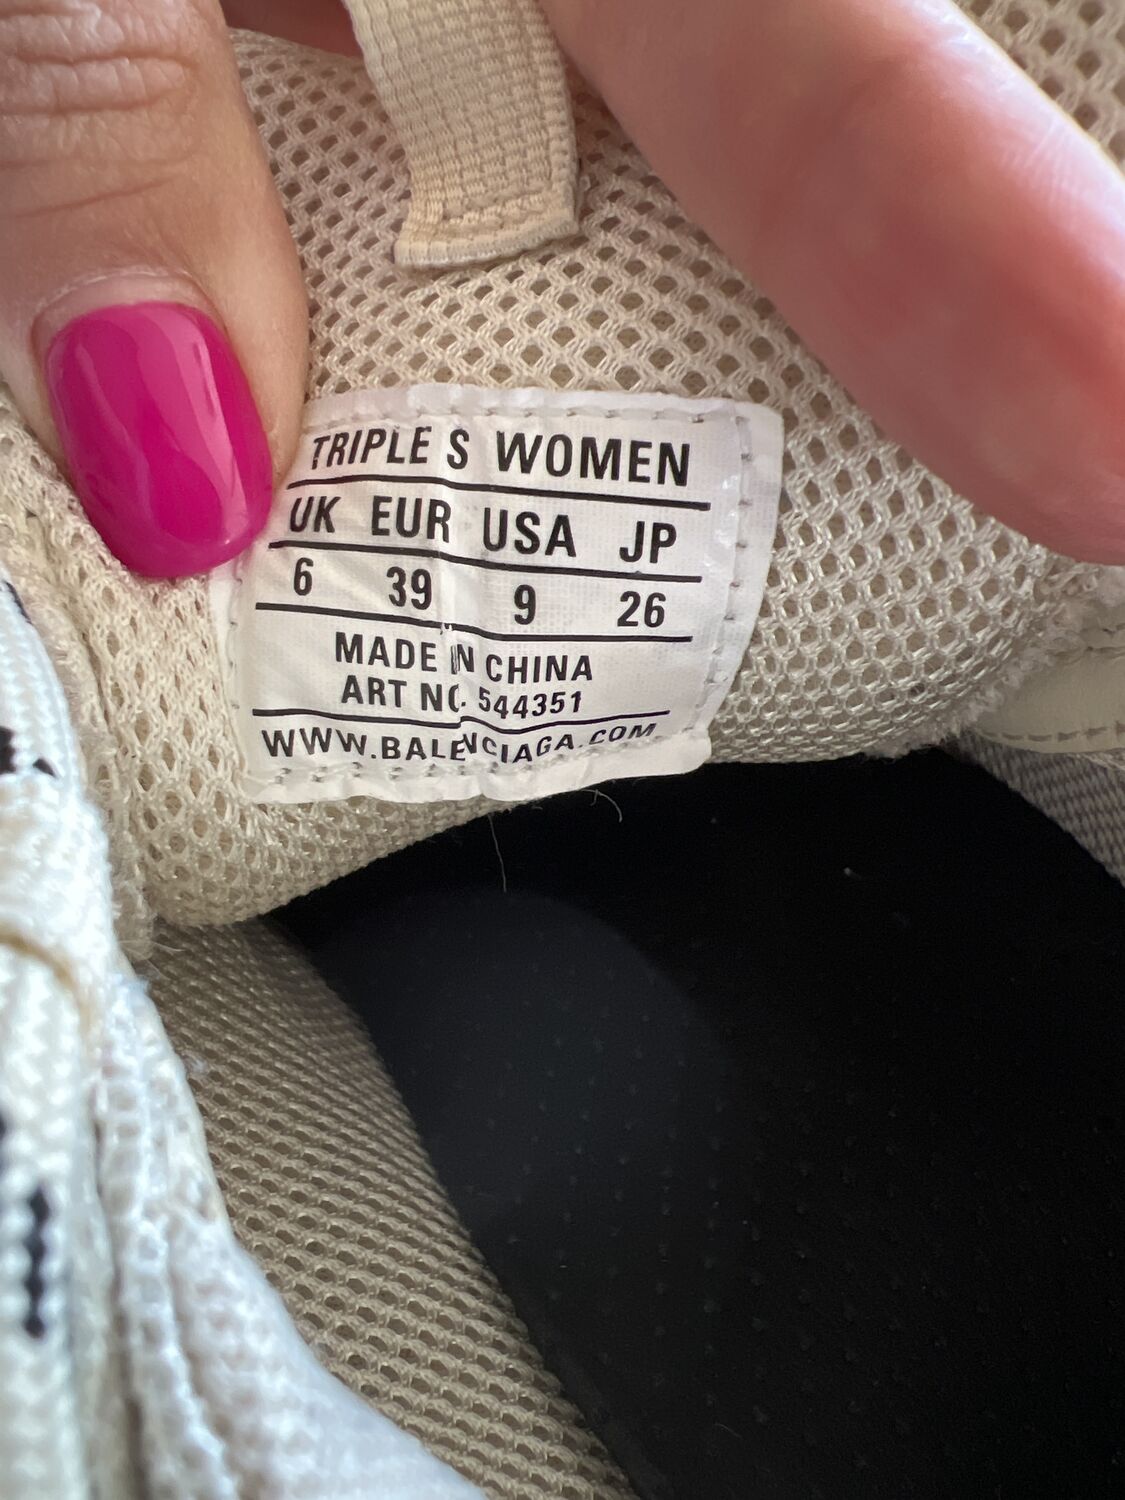 TRIPLE S WOMEN
UK EUR USA JP
6 39 9 26
MADE IN CHINA
ART NO. 544351
WWW.BALENCIAGA.COM